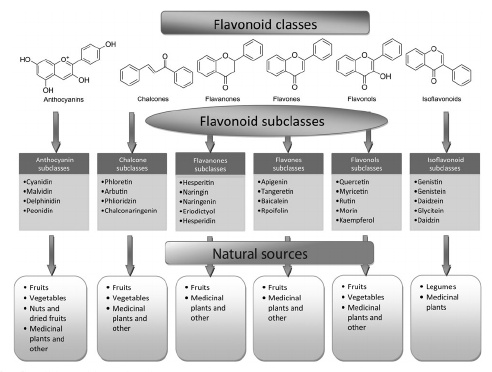 Flavonoid classes
OH
HO
O+
OH
OH
O
O
O
O
O
O
OH
O
O
O
Anthocyanins
Chalcones
Flavanones
Flavones
Flavonols
Isoflavonoids
Flavonoid subclasses
Anthocyanin
subclasses
•Cyanidin
•Malvidin
•Delphinidin
•Peonidin
Chalcone
subclasses
•Phloretin
•Arbutin
•Phlioridzin
•Chalconaringenin
Flavanones
subclasses
•Hesperitin
•Naringin
•Naringenin
•Eriodictyol
•Hesperidin
Flavones
subclasses
•Apigenin
•Tangeretin
•Baicalein
•Rpoifolin
Flavonols
subclasses
•Quercetin
•Myricetin
•Rutin
•Morin
•Kaempferol
Isoflavonoid
subclasses
•Genistin
•Genistein
•Daidzein
•Glycitein
•Daidzin
Natural sources
• Fruits
• Vegetables
• Nuts and
dried fruits
• Medicinal
plants and
other
• Fruits
• Vegetables
• Medicinal
plants and
other
• Fruits
• Medicinal
plants and
other
• Fruits
• Medicinal
plants and
other
• Fruits
• Vegetables
• Medicinal
plants and
other
• Legumes
• Medicinal
plants